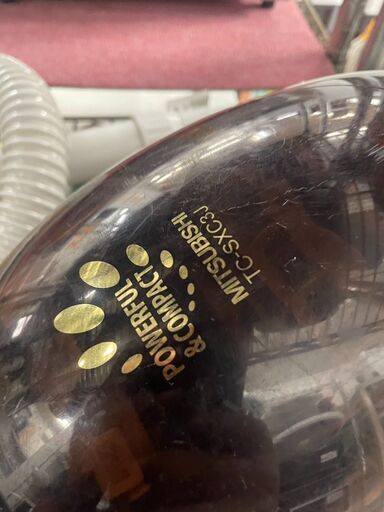 MITSUBISHI
TC-SXC3J
POWERFUL
& COMPACT